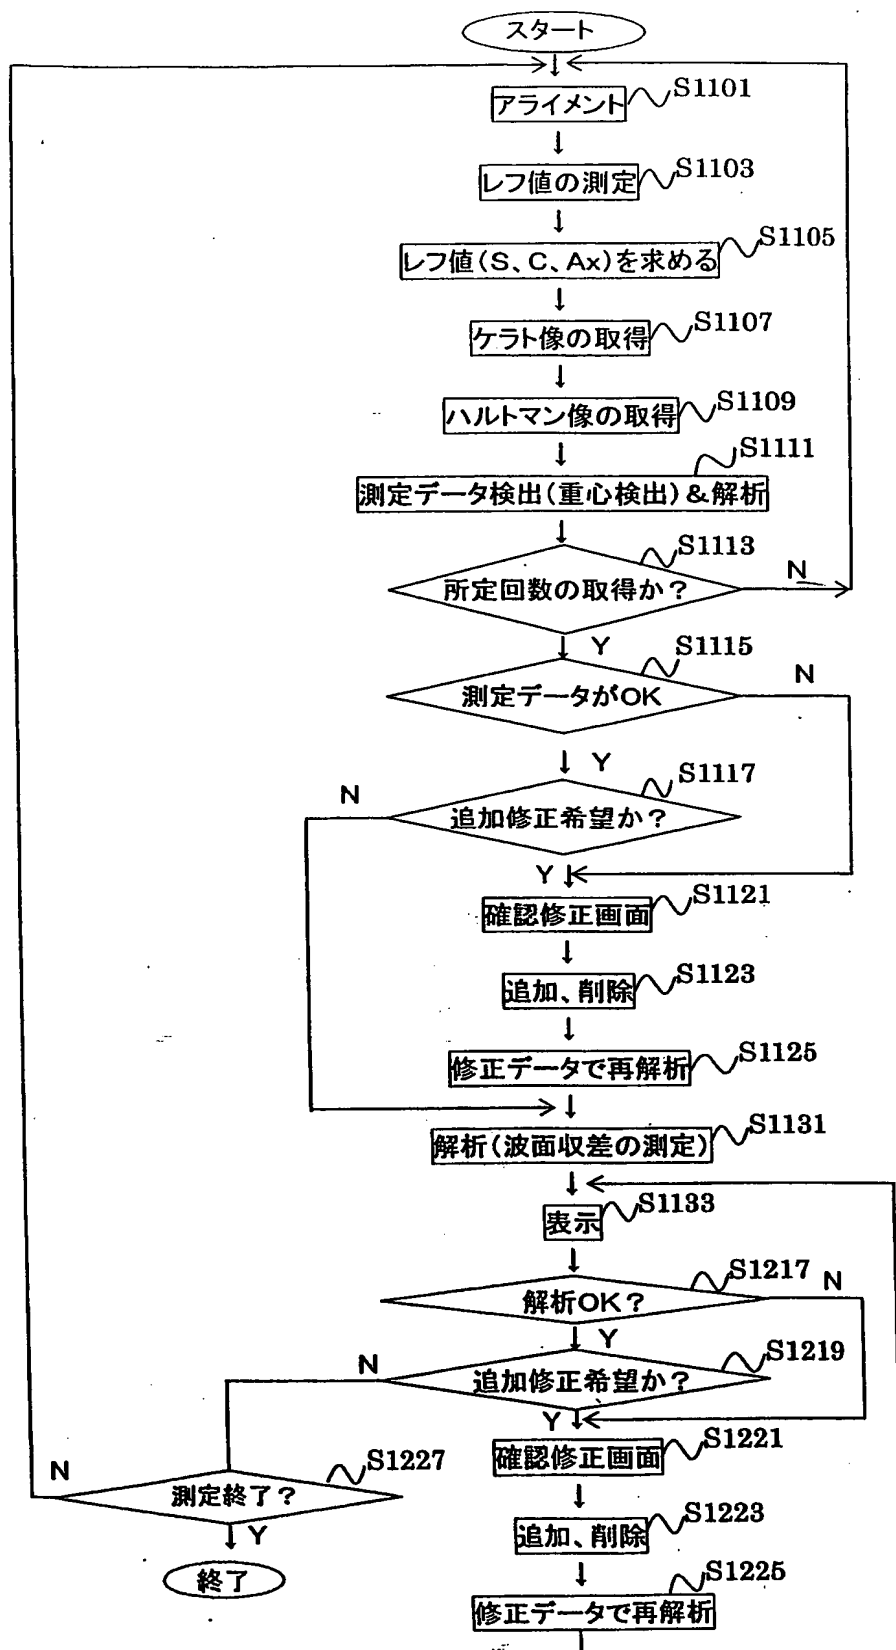 スタート
アライメント S1101
レフ値の測定 S1103
レフ値(S、C、Ax)を求める S1105
ケラト像の取得 S1107
ハルトマン像の取得 S1109
S1111
測定データ検出(重心検出)&解析
S1113
所定回数の取得か? N
Y
S1115
測定データがOK N
Y
S1117
追加修正希望か? N
Y
確認修正画面 S1121
追加、削除 S1123
修正データで再解析 S1125
解析(波面収差の測定) S1131
表示 S1133
S1217
解析OK? N
Y
S1219
追加修正希望か? N
Y
確認修正画面 S1221
S1227
測定終了? N
Y
終了
追加、削除 S1223
S1225
修正データで再解析